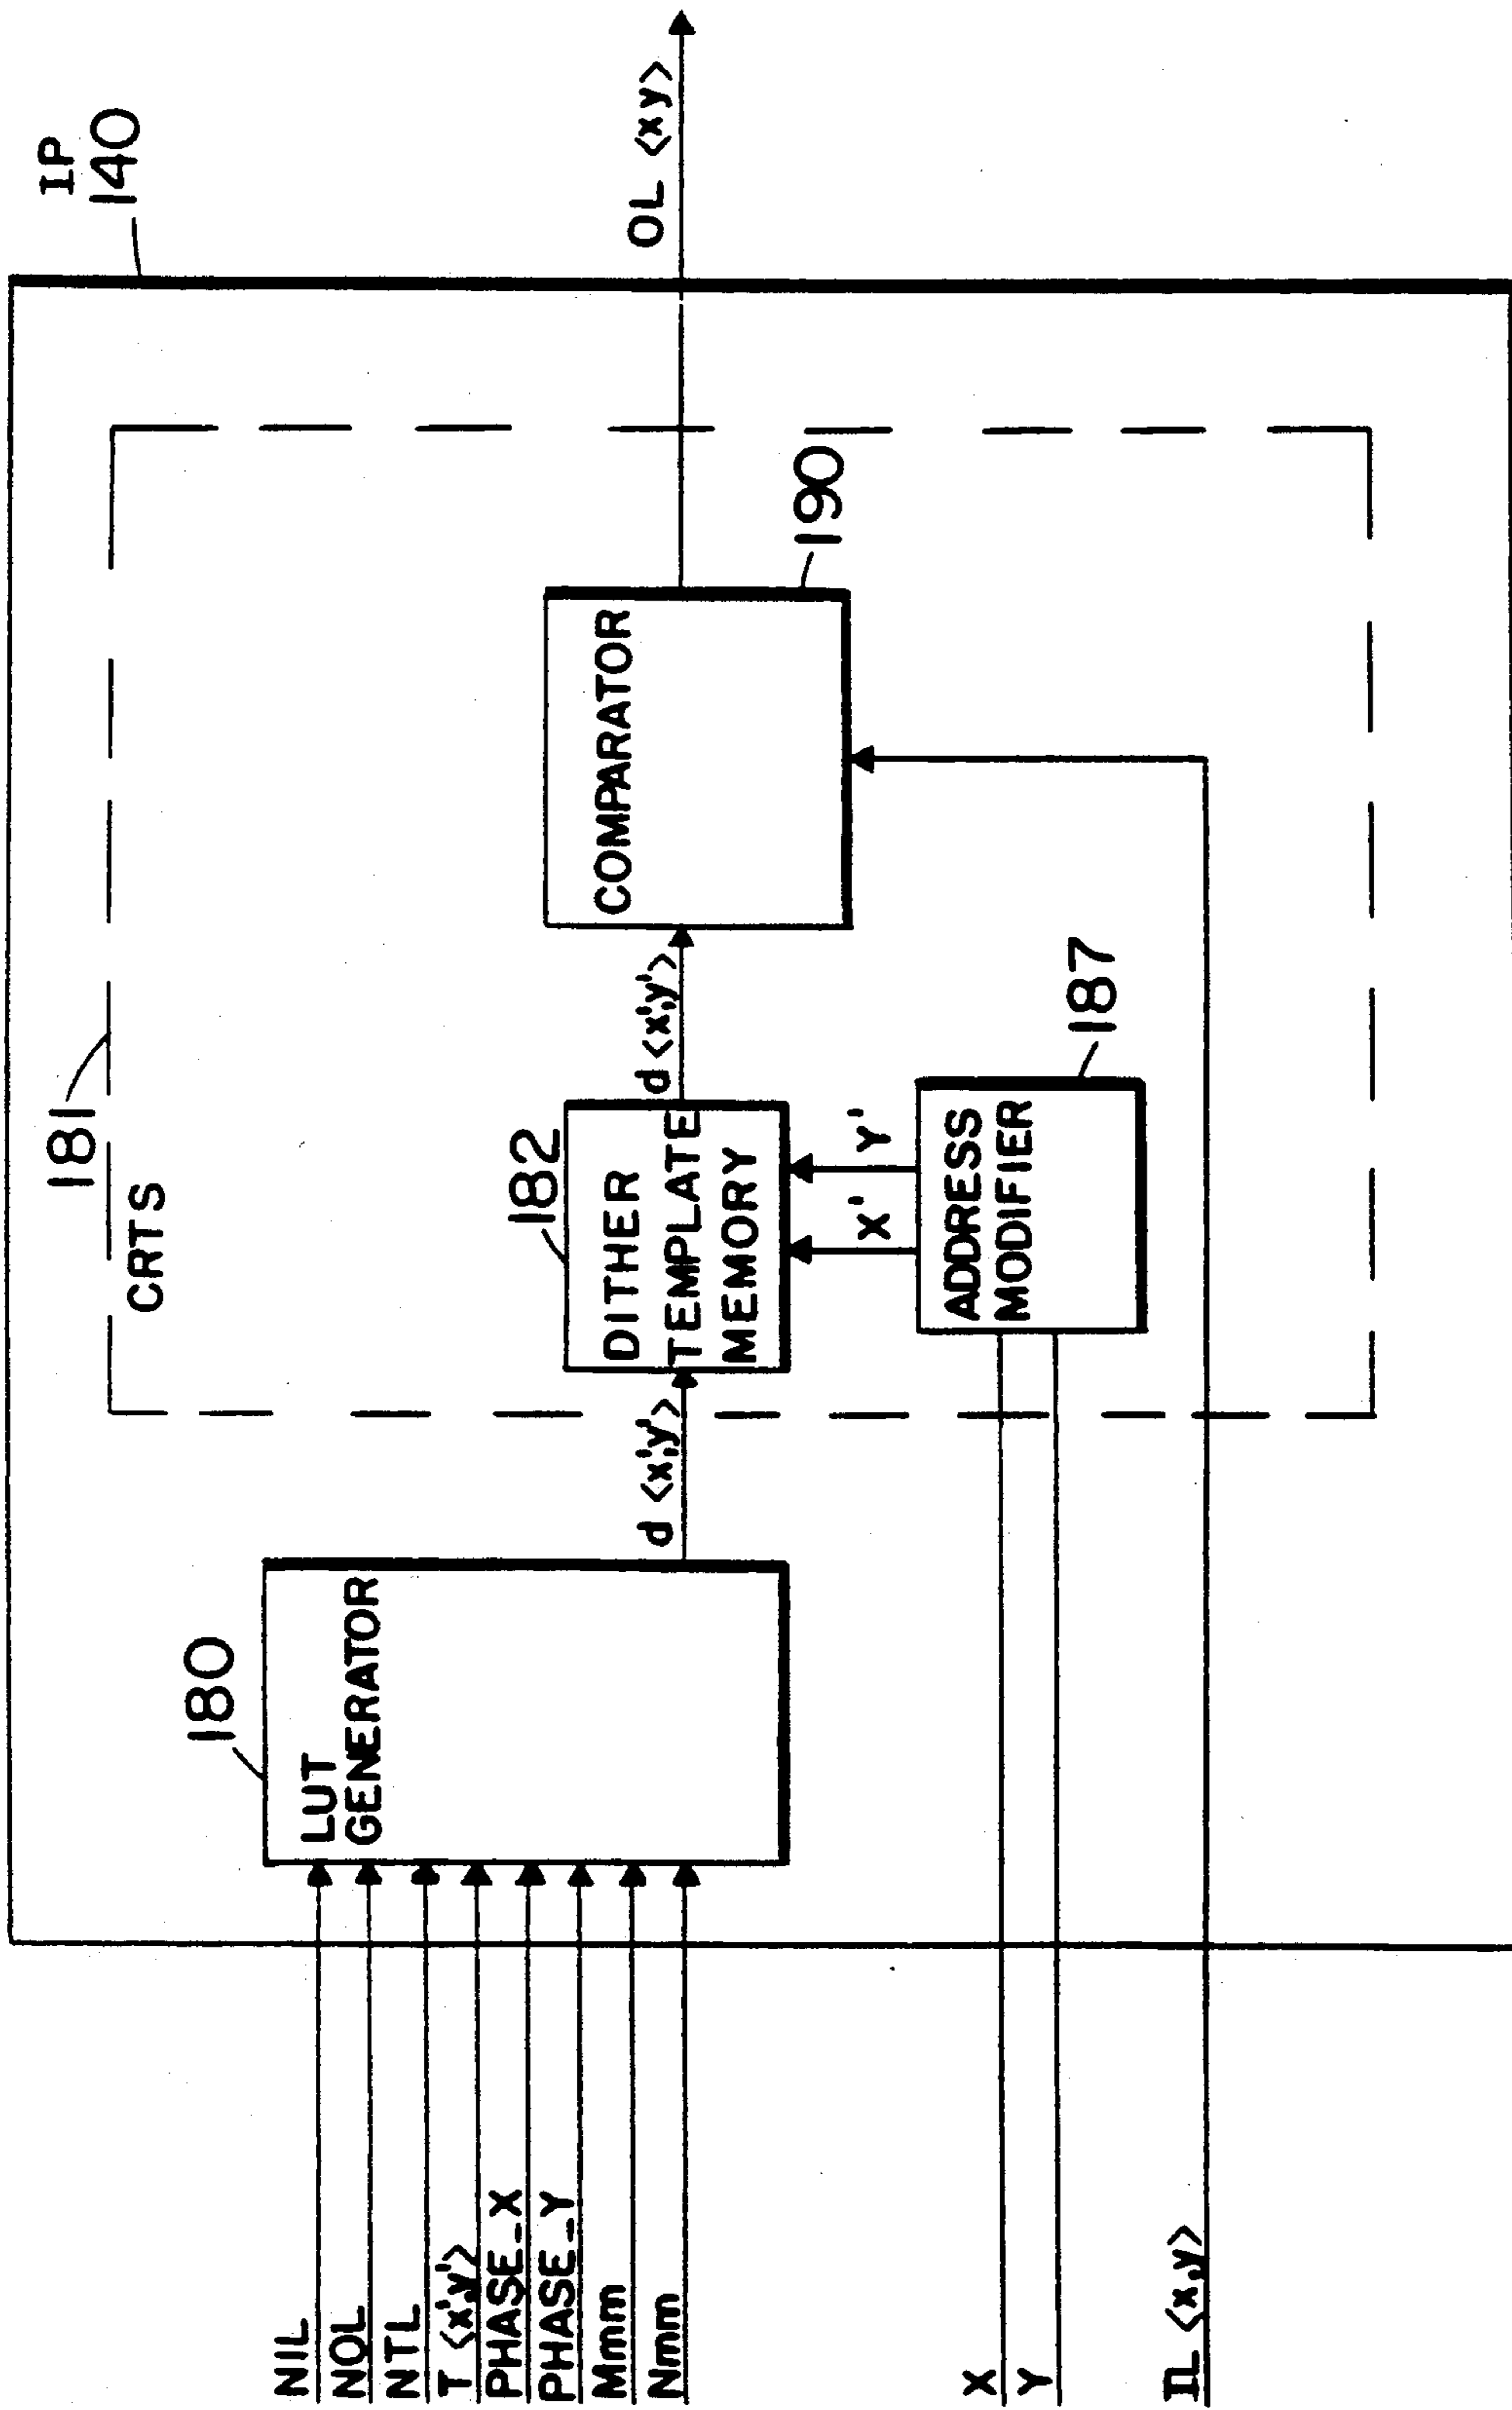 IP
140
181
CRTS
180
LUT
GENERATOR
NIL
NOL
NTL
T <x',y'>
PHASE_X
PHASE_Y
Mmm
Nmm
d <x',y'>
182
DITHER
TEMPLATE
MEMORY
d <x',y'>
COMPARATOR
190
OL <x y>
X' Y'
ADDRESS
MODIFIER
187
X
Y
IL <x,y>